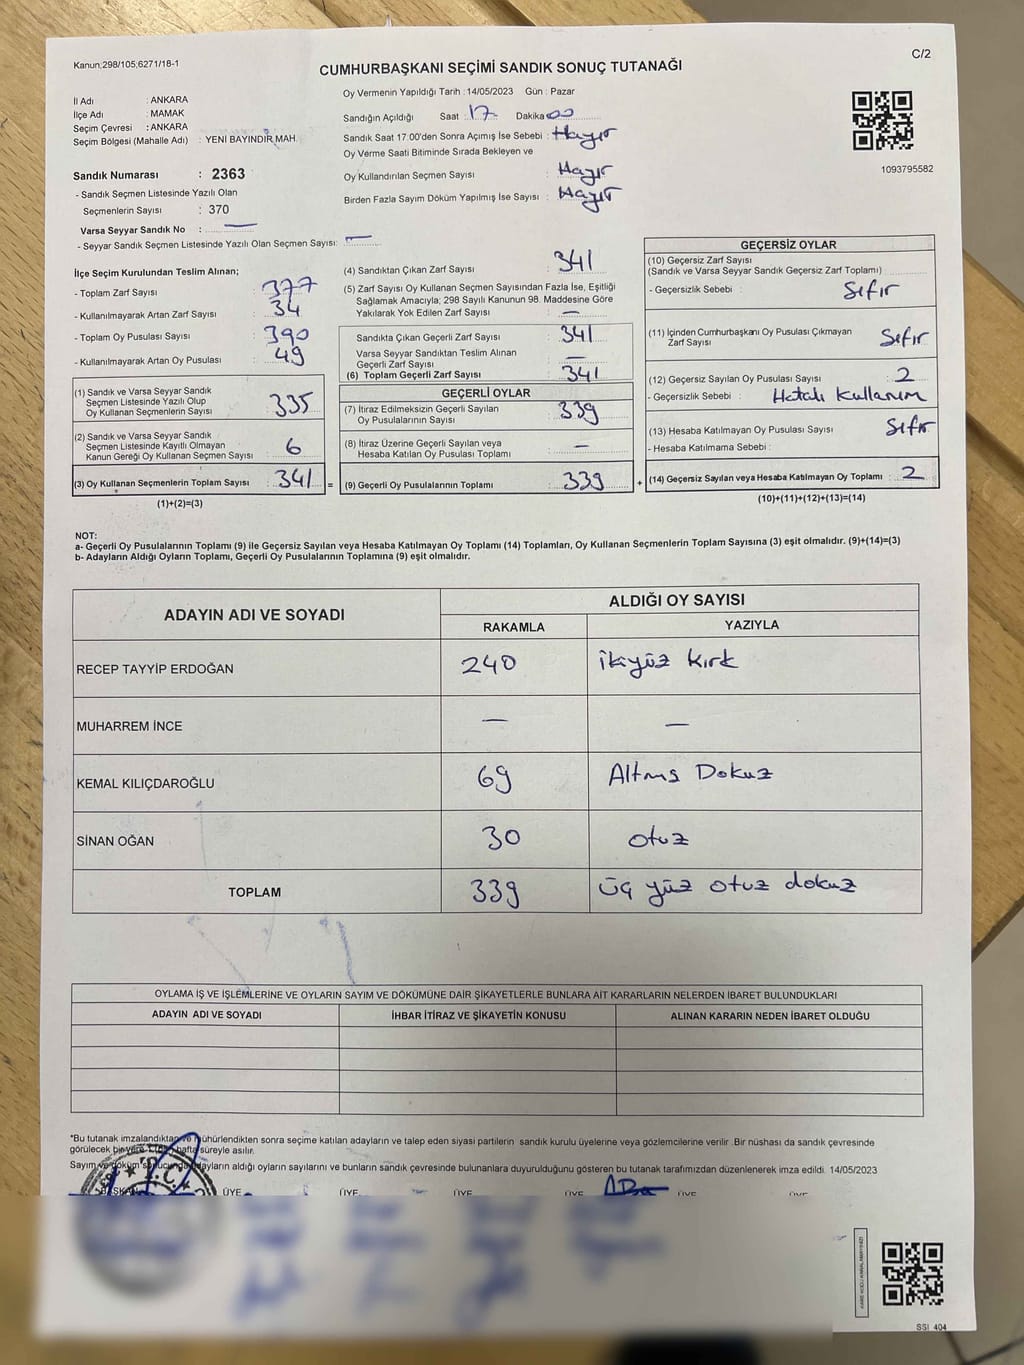 Kanun;298/105;6271/18-1
C/2
CUMHURBAŞKANI SEÇİMİ SANDIK SONUÇ TUTANAĞI
İl Adı : ANKARA
İlçe Adı : MAMAK
Seçim Çevresi : ANKARA
Seçim Bölgesi (Mahalle Adı) : YENİ BAYINDIR MAH.
Oy Vermenin Yapıldığı Tarih :14/05/2023 Gün : Pazar
Sandığın Açıldığı Saat : 17 Dakika 00
Sandık Saat 17.00'den Sonra Açımış İse Sebebi : Hayır
Oy Verme Saati Bitiminde Sırada Bekleyen ve
Oy Kullandırılan Seçmen Sayısı : Hayır
Birden Fazla Sayım Döküm Yapılmış İse Sayısı : Hayır
1093795582
Sandık Numarası : 2363
- Sandık Seçmen Listesinde Yazılı Olan
Seçmenlerin Sayısı : 370
Varsa Seyyar Sandık No : —
- Seyyar Sandık Seçmen Listesinde Yazılı Olan Seçmen Sayısı: —
İlçe Seçim Kurulundan Teslim Alınan;
- Toplam Zarf Sayısı : 377
- Kullanılmayarak Artan Zarf Sayısı : 34
- Toplam Oy Pusulası Sayısı : 390
- Kullanılmayarak Artan Oy Pusulası : 49
(1) Sandık ve Varsa Seyyar Sandık
Seçmen Listesinde Yazılı Olup
Oy Kullanan Seçmenlerin Sayısı : 335
(2) Sandık ve Varsa Seyyar Sandık
Seçmen Listesinde Kayıtlı Olmayan
Kanun Gereği Oy Kullanan Seçmen Sayısı : 6
(3) Oy Kullanan Seçmenlerin Toplam Sayısı : 341
(1)+(2)=(3)
(4) Sandıktan Çıkan Zarf Sayısı : 341
(5) Zarf Sayısı Oy Kullanan Seçmen Sayısından Fazla İse, Eşitliği
Sağlamak Amacıyla; 298 Sayılı Kanunun 98. Maddesine Göre
Yakılarak Yok Edilen Zarf Sayısı : —
Sandıkta Çıkan Geçerli Zarf Sayısı : 341
Varsa Seyyar Sandıktan Teslim Alınan
Geçerli Zarf Sayısı : —
(6) Toplam Geçerli Zarf Sayısı : 341
GEÇERLİ OYLAR
(7) İtiraz Edilmeksizin Geçerli Sayılan
Oy Pusulalarının Sayısı : 339
(8) İtiraz Üzerine Geçerli Sayılan veya
Hesaba Katılan Oy Pusulası Toplamı : —
= (9) Geçerli Oy Pusulalarının Toplamı : 339
GEÇERSİZ OYLAR
(10) Geçersiz Zarf Sayısı
(Sandık ve Varsa Seyyar Sandık Geçersiz Zarf Toplamı)
- Geçersizlik Sebebi : Sıfır
(11) İçinden Cumhurbaşkanı Oy Pusulası Çıkmayan
Zarf Sayısı : Sıfır
(12) Geçersiz Sayılan Oy Pusulası Sayısı : 2
- Geçersizlik Sebebi : Hatalı Kullanım
(13) Hesaba Katılmayan Oy Pusulası Sayısı : Sıfır
- Hesaba Katılmama Sebebi :
+ (14) Geçersiz Sayılan veya Hesaba Katılmayan Oy Toplamı : 2
(10)+(11)+(12)+(13)=(14)
NOT:
a- Geçerli Oy Pusulalarının Toplamı (9) ile Geçersiz Sayılan veya Hesaba Katılmayan Oy Toplamı (14) Toplamları, Oy Kullanan Seçmenlerin Toplam Sayısına (3) eşit olmalıdır. (9)+(14)=(3)
b- Adayların Aldığı Oyların Toplamı, Geçerli Oy Pusulalarının Toplamına (9) eşit olmalıdır.
ADAYIN ADI VE SOYADI ALDIĞI OY SAYISI
RAKAMLA YAZIYLA
RECEP TAYYİP ERDOĞAN 240 İkiyüz kırk
MUHARREM İNCE — —
KEMAL KILIÇDAROĞLU 69 Altmış Dokuz
SİNAN OĞAN 30 otuz
TOPLAM 339 üç yüz otuz dokuz
OYLAMA İŞ VE İŞLEMLERİNE VE OYLARIN SAYIM VE DÖKÜMÜNE DAİR ŞİKAYETLERLE BUNLARA AİT KARARLARIN NELERDEN İBARET BULUNDUKLARI
ADAYIN ADI VE SOYADI İHBAR İTİRAZ VE ŞİKAYETİN KONUSU ALINAN KARARIN NEDEN İBARET OLDUĞU
*Bu tutanak imzalandıktan ve mühürlendikten sonra seçime katılan adayların ve talep eden siyasi partilerin sandık kurulu üyelerine veya gözlemcilerine verilir .Bir nüshası da sandık çevresinde
görülecek bir yere 1 (bir) hafta süreyle asılır.
Sayım ve döküm sonucunda adayların aldığı oyların sayılarını ve bunların sandık çevresinde bulunanlara duyurulduğunu gösteren bu tutanak tarafımızdan düzenlenerek imza edildi. 14/05/2023
BAŞKAN ÜYE ÜYE ÜYE ÜYE ÜYE ÜYE
T.C.
SSI 404